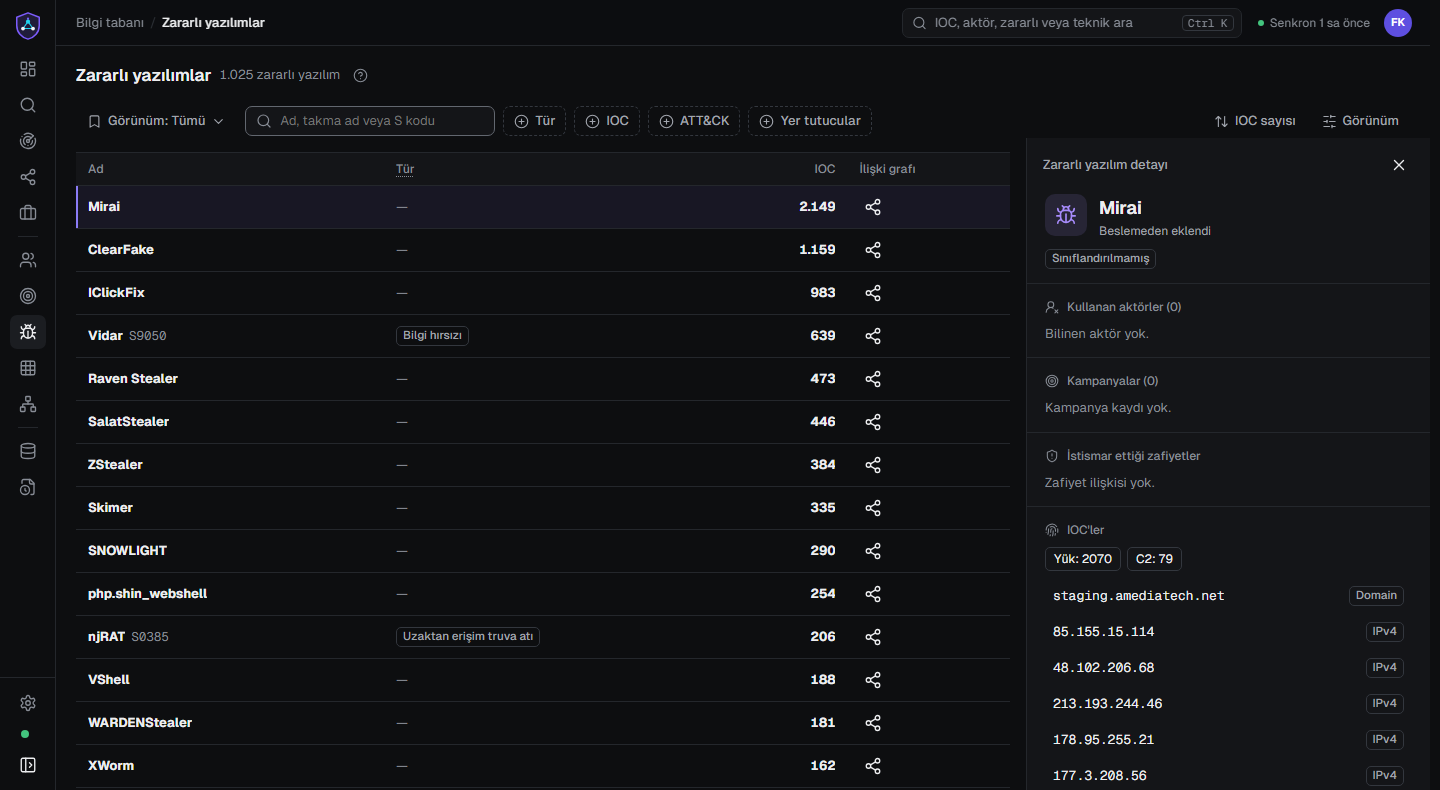 Bilgi tabanı / Zararlı yazılımlar
IOC, aktör, zararlı veya teknik ara
Ctrl K
Senkron 1 sa önce
FK
Zararlı yazılımlar 1.025 zararlı yazılım
Görünüm: Tümü
Ad, takma ad veya S kodu
Tür
IOC
ATT&CK
Yer tutucular
IOC sayısı
Görünüm
Ad Tür IOC İlişki grafı
Mirai — 2.149
ClearFake — 1.159
IClickFix — 983
Vidar S9050 Bilgi hırsızı 639
Raven Stealer — 473
SalatStealer — 446
ZStealer — 384
Skimer — 335
SNOWLIGHT — 290
php.shin_webshell — 254
njRAT S0385 Uzaktan erişim truva atı 206
VShell — 188
WARDENStealer — 181
XWorm — 162
Zararlı yazılım detayı
Mirai
Beslemeden eklendi
Sınıflandırılmamış
Kullanan aktörler (0)
Bilinen aktör yok.
Kampanyalar (0)
Kampanya kaydı yok.
İstismar ettiği zafiyetler
Zafiyet ilişkisi yok.
IOC'ler
Yük: 2070 C2: 79
staging.amediatech.net Domain
85.155.15.114 IPv4
48.102.206.68 IPv4
213.193.244.46 IPv4
178.95.255.21 IPv4
177.3.208.56 IPv4